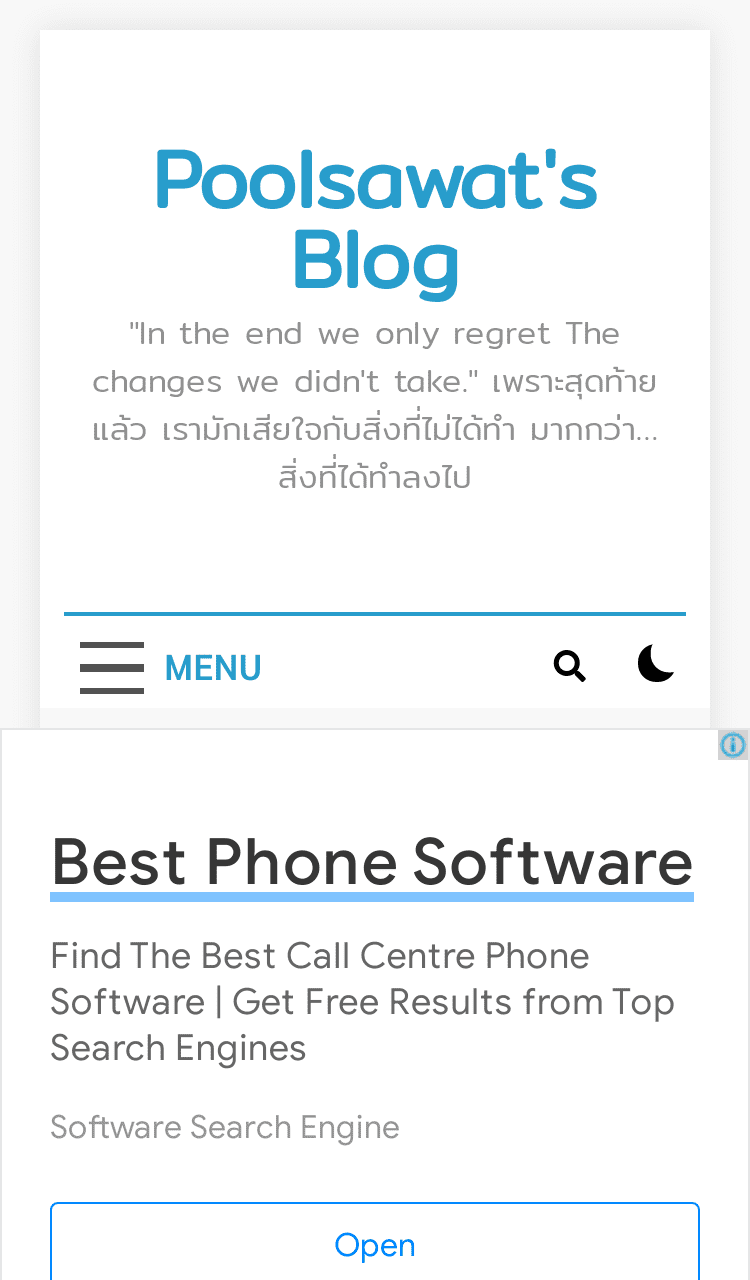 Poolsawat's
Blog
"In the end we only regret The
changes we didn't take." เพราะสุดท้าย
แล้ว เรามักเสียใจกับสิ่งที่ไม่ได้ทำ มากกว่า...
สิ่งที่ได้ทำลงไป
MENU
Best Phone Software
Find The Best Call Centre Phone
Software | Get Free Results from Top
Search Engines
Software Search Engine
Open